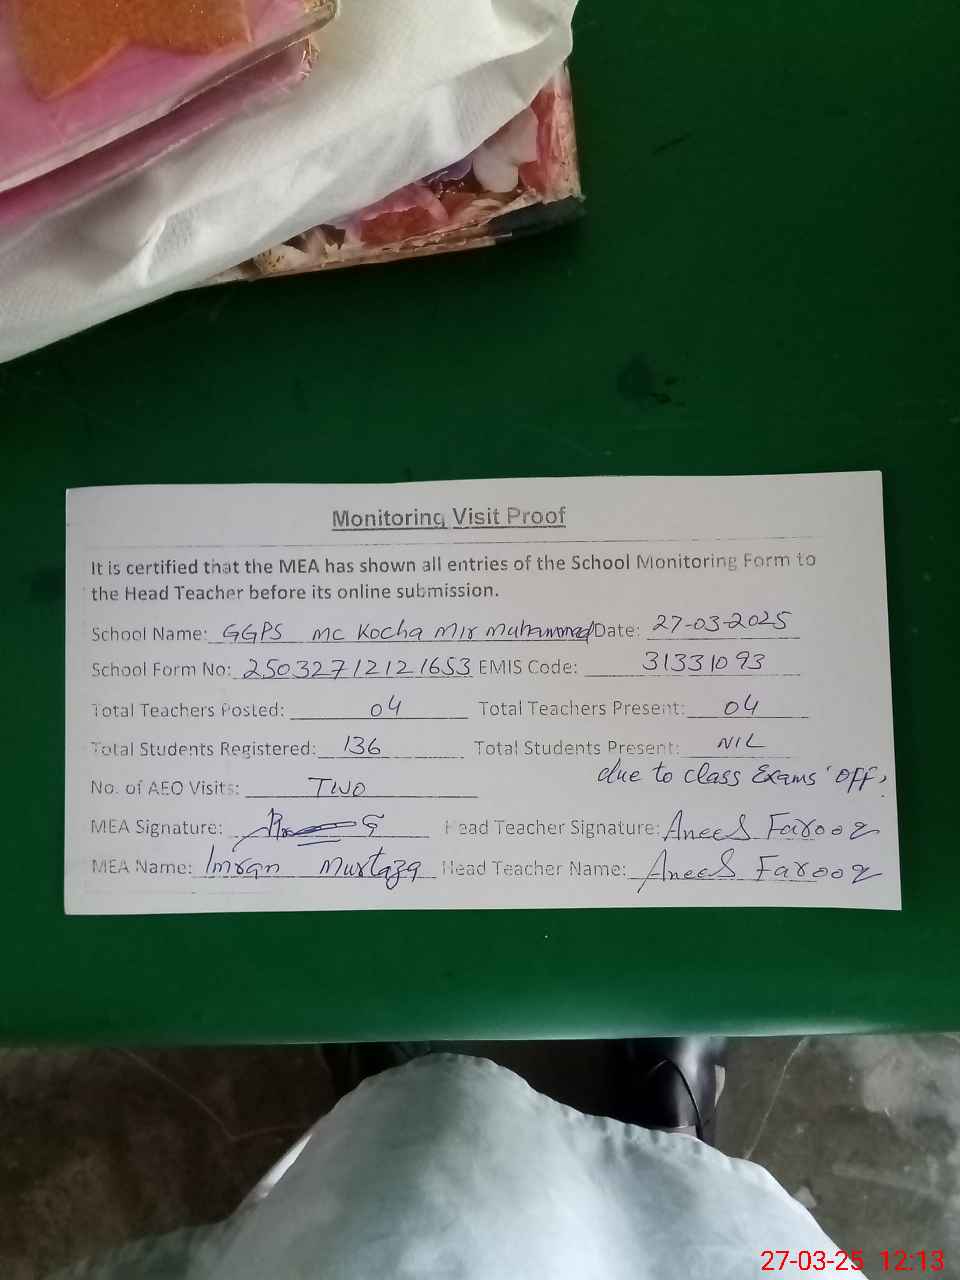 Monitoring Visit Proof
It is certified that the MEA has shown all entries of the School Monitoring Form to
the Head Teacher before its online submission.
School Name: GGPS MC Kocha Mir Muhammad Date: 27-03-2025
School Form No: 25032712121653 EMIS Code: 31331093
Total Teachers Posted: 04 Total Teachers Present: 04
Total Students Registered: 136 Total Students Present: NIL
due to class Exams' OFF,
No. of AEO Visits: TWO
MEA Signature: Head Teacher Signature: Anees Farooq
MEA Name: Imran Murtaza Head Teacher Name: Anees Farooq
27-03-25 12:13